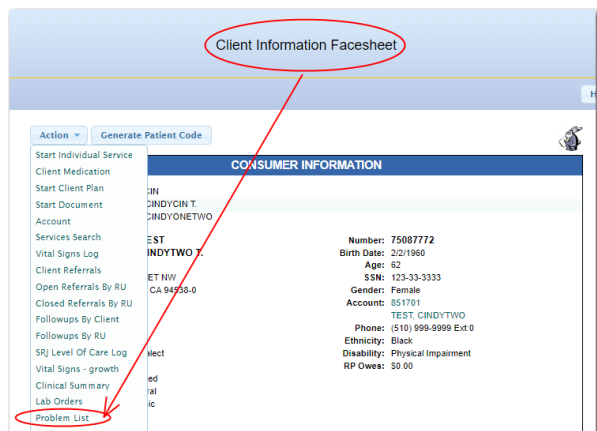 Client Information Facesheet
H
Action
Generate Patient Code
Start Individual Service
Client Medication
Start Client Plan
Start Document
Account
Services Search
Vital Signs Log
Client Referrals
Open Referrals By RU
Closed Referrals By RU
Followups By Client
Followups By RU
SRJ Level Of Care Log
Vital Signs - growth
Clinical Summary
Lab Orders
Problem List
CONSUMER INFORMATION
CIN
CINDYCIN T.
CINDYONETWO
EST
CINDYTWO T.
ET NW
CA 94538-0
elect
ed
ral
ic
Number: 75087772
Birth Date: 2/2/1960
Age: 62
SSN: 123-33-3333
Gender: Female
Account: 851701
TEST, CINDYTWO
Phone: (510) 999-9999 Ext:0
Ethnicity: Black
Disability: Physical Impairment
RP Owes: $0.00